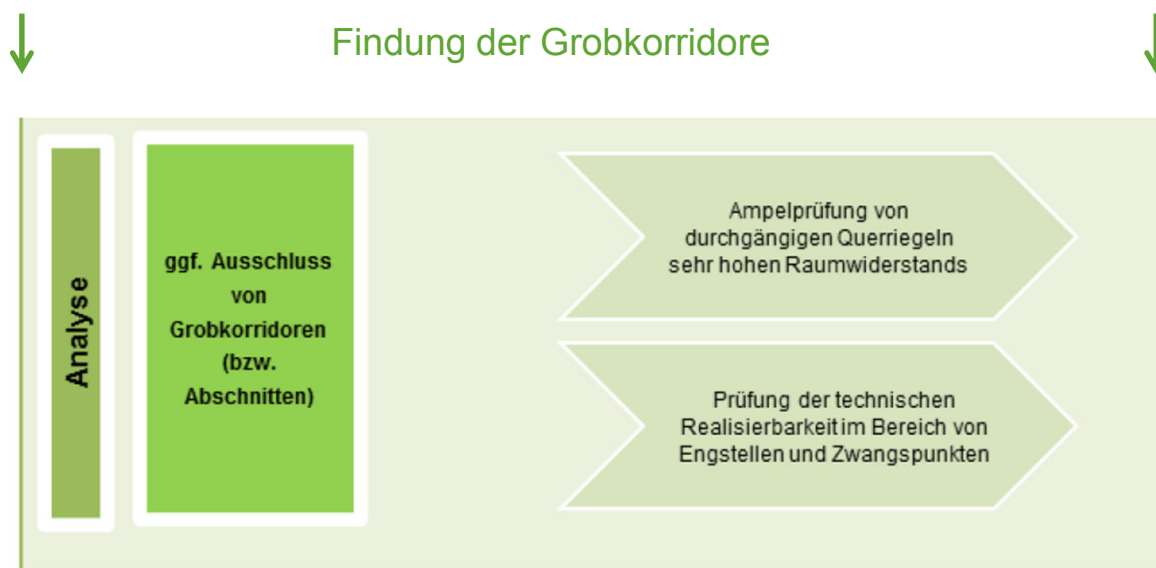 Findung der Grobkorridore
Analyse
ggf. Ausschluss
von
Grobkorridoren
(bzw.
Abschnitten)
Ampelprüfung von
durchgängigen Querriegeln
sehr hohen Raumwiderstands
Prüfung der technischen
Realisierbarkeit im Bereich von
Engstellen und Zwangspunkten